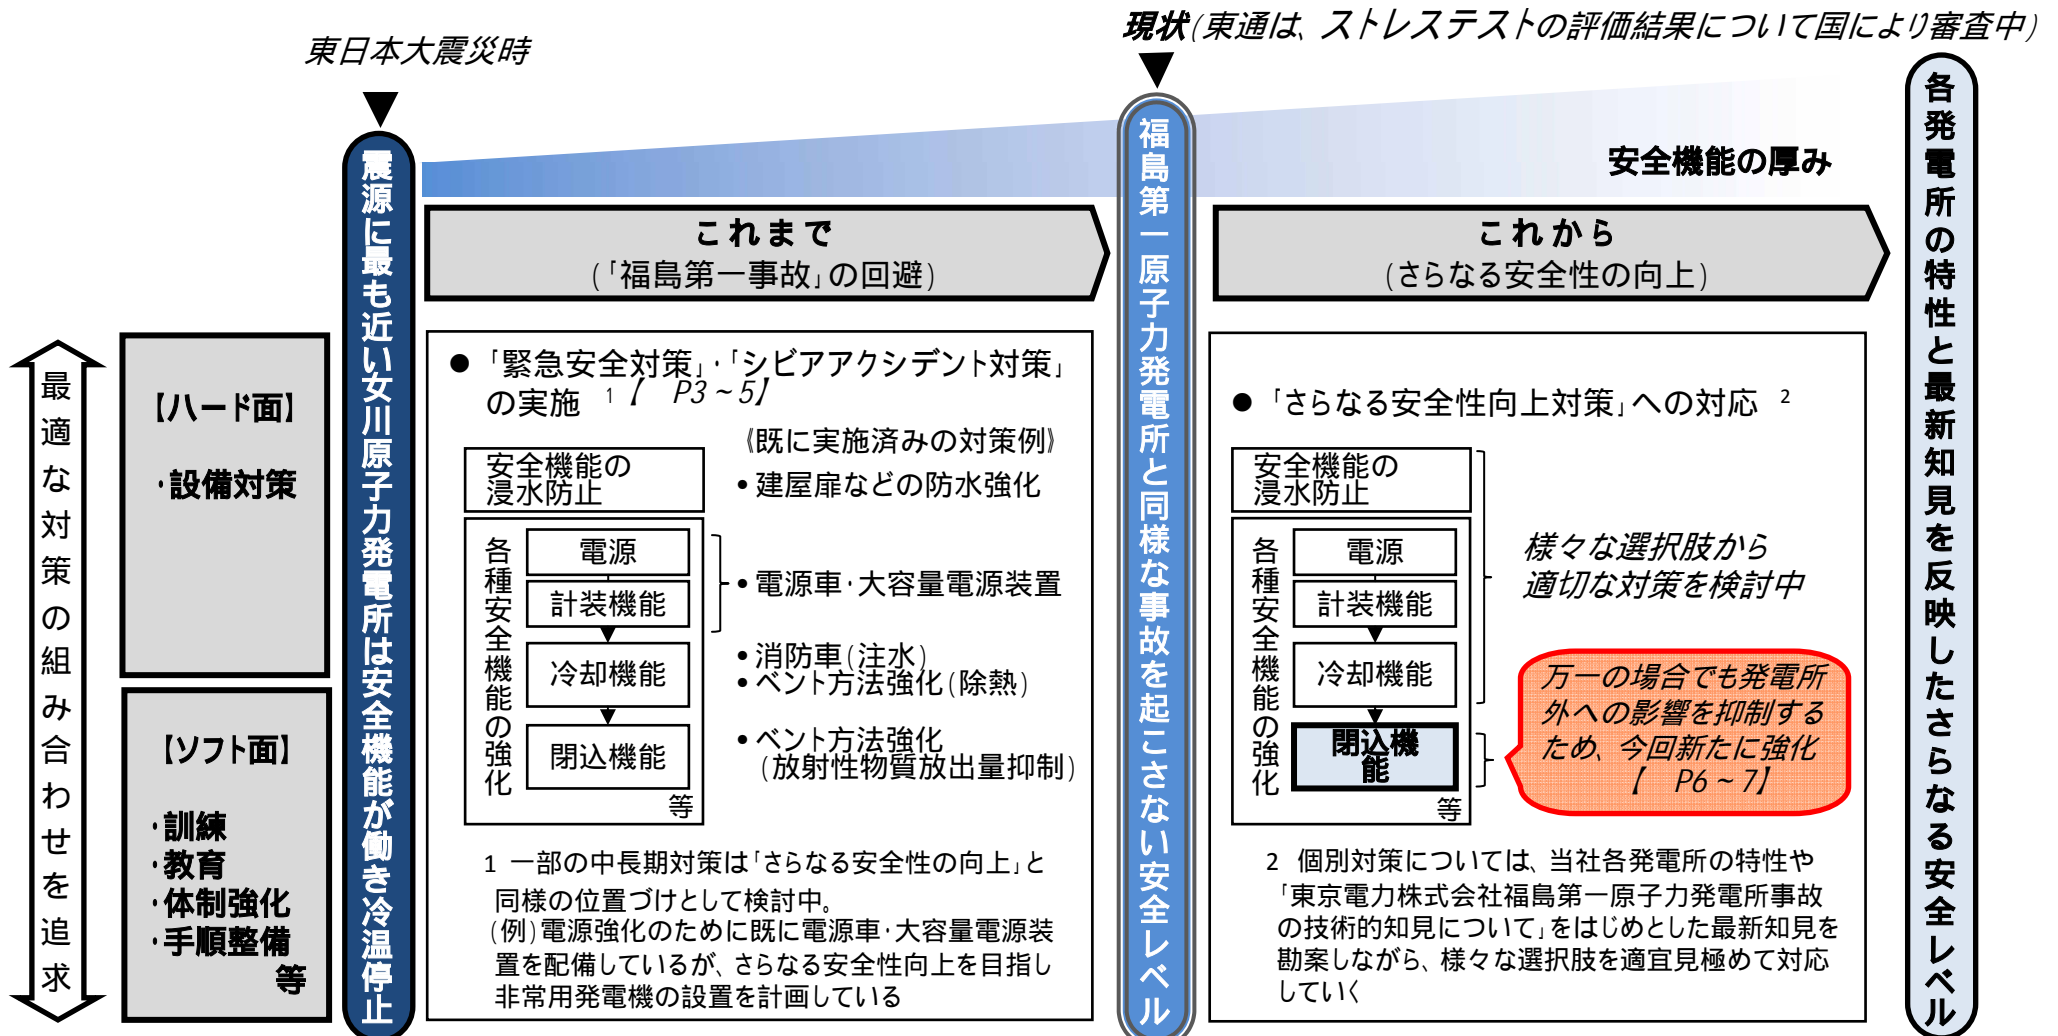 東日本大震災時
現状(東通は、ストレステストの評価結果について国により審査中)
安全機能の厚み
最適な対策の組み合わせを追求
【ハード面】
・設備対策
【ソフト面】
・訓練
・教育
・体制強化
・手順整備
等
震源に最も近い女川原子力発電所は安全機能が働き冷温停止
これまで
(「福島第一事故」の回避)
● 「緊急安全対策」・「シビアアクシデント対策」
の実施 1【 P3~5】
《既に実施済みの対策例》
安全機能の
浸水防止
• 建屋扉などの防水強化
各種安全機能の強化
電源
計装機能
• 電源車・大容量電源装置
冷却機能
• 消防車(注水)
• ベント方法強化(除熱)
閉込機能
• ベント方法強化
(放射性物質放出量抑制)
等
1 一部の中長期対策は「さらなる安全性の向上」と
同様の位置づけとして検討中。
(例)電源強化のために既に電源車・大容量電源装
置を配備しているが、さらなる安全性向上を目指し
非常用発電機の設置を計画している
福島第一原子力発電所と同様な事故を起こさない安全レベル
これから
(さらなる安全性の向上)
● 「さらなる安全性向上対策」への対応 2
安全機能の
浸水防止
各種安全機能の強化
電源
計装機能
冷却機能
閉込機
能
等
様々な選択肢から
適切な対策を検討中
万一の場合でも発電所
外への影響を抑制する
ため、今回新たに強化
【 P6~7】
2 個別対策については、当社各発電所の特性や
「東京電力株式会社福島第一原子力発電所事故
の技術的知見について」をはじめとした最新知見を
勘案しながら、様々な選択肢を適宜見極めて対応
していく
各発電所の特性と最新知見を反映したさらなる安全レベル